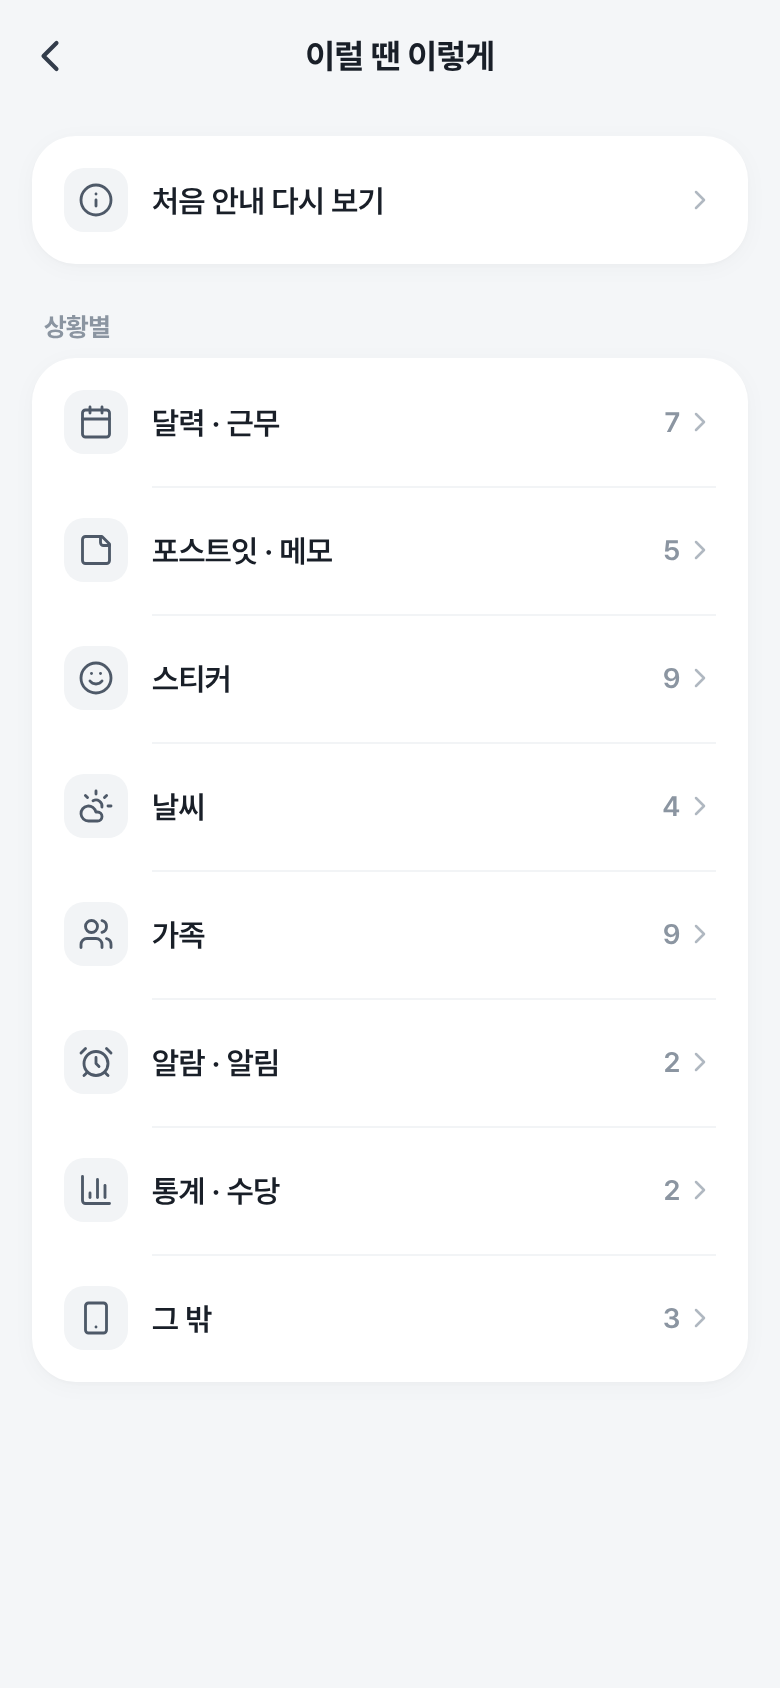 이럴 땐 이렇게
처음 안내 다시 보기
상황별
달력 · 근무 7
포스트잇 · 메모 5
스티커 9
날씨 4
가족 9
알람 · 알림 2
통계 · 수당 2
그 밖 3